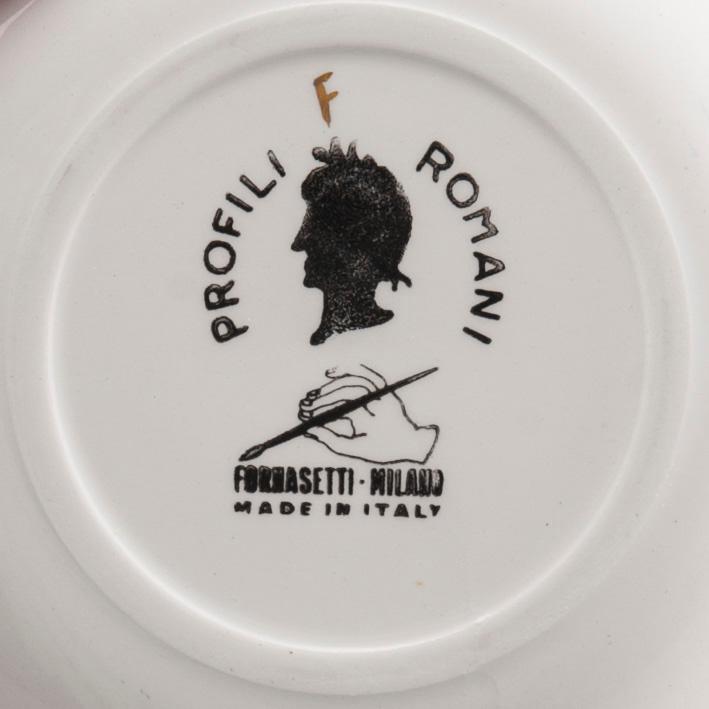 F
PROFILI ROMANI
FORNASETTI · MILANO
MADE IN ITALY